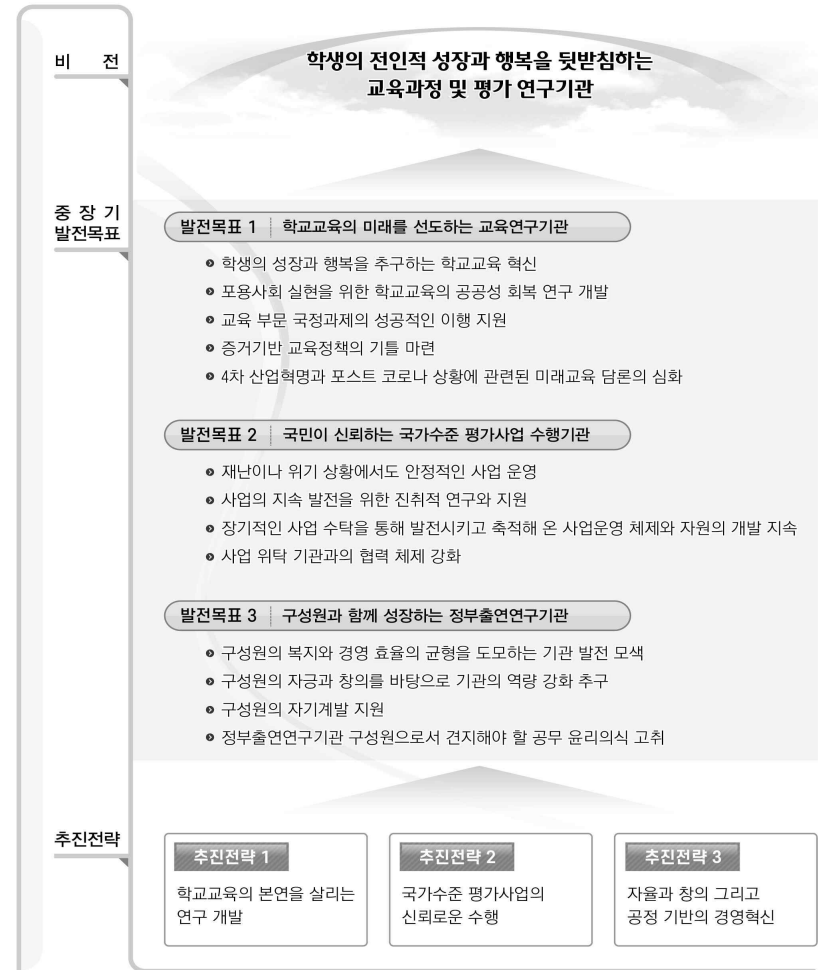 비 전
학생의 전인적 성장과 행복을 뒷받침하는
교육과정 및 평가 연구기관
중 장 기
발전목표
발전목표 1 학교교육의 미래를 선도하는 교육연구기관
학생의 성장과 행복을 추구하는 학교교육 혁신
포용사회 실현을 위한 학교교육의 공공성 회복 연구 개발
교육 부문 국정과제의 성공적인 이행 지원
증거기반 교육정책의 기틀 마련
4차 산업혁명과 포스트 코로나 상황에 관련된 미래교육 담론의 심화
발전목표 2 국민이 신뢰하는 국가수준 평가사업 수행기관
재난이나 위기 상황에서도 안정적인 사업 운영
사업의 지속 발전을 위한 진취적 연구와 지원
장기적인 사업 수탁을 통해 발전시키고 축적해 온 사업운영 체제와 자원의 개발 지속
사업 위탁 기관과의 협력 체제 강화
발전목표 3 구성원과 함께 성장하는 정부출연연구기관
구성원의 복지와 경영 효율의 균형을 도모하는 기관 발전 모색
구성원의 자긍과 창의를 바탕으로 기관의 역량 강화 추구
구성원의 자기계발 지원
정부출연연구기관 구성원으로서 견지해야 할 공무 윤리의식 고취
추진전략
추진전략 1
학교교육의 본연을 살리는
연구 개발
추진전략 2
국가수준 평가사업의
신뢰로운 수행
추진전략 3
자율과 창의 그리고
공정 기반의 경영혁신